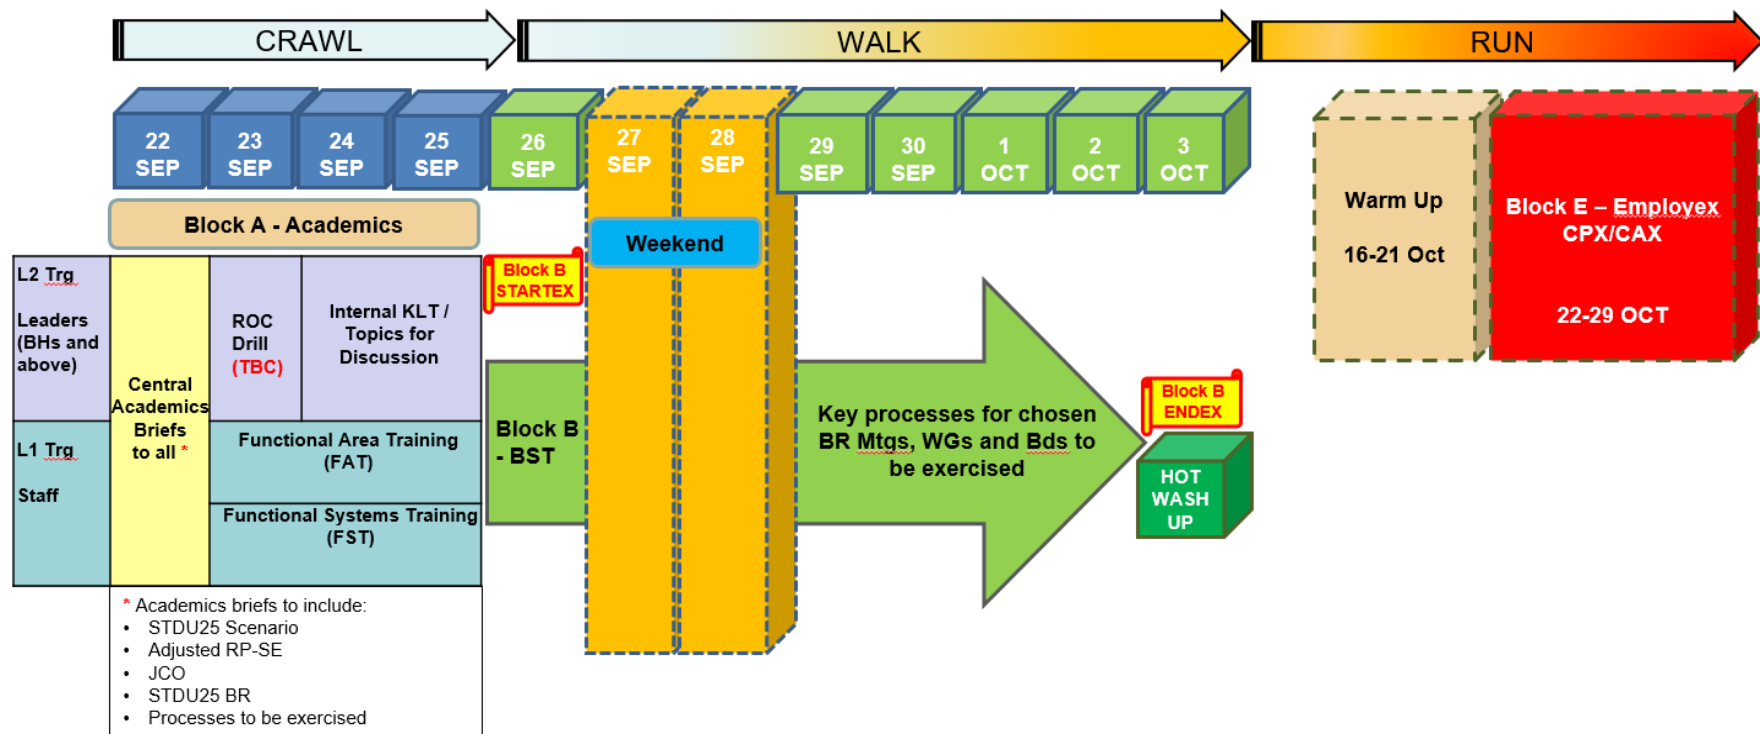 CRAWL
WALK
RUN
22
SEP
23
SEP
24
SEP
25
SEP
26
SEP
27
SEP
28
SEP
29
SEP
30
SEP
1
OCT
2
OCT
3
OCT
Block A - Academics
Weekend
Block B
STARTEX
L2 Trg
Leaders
(BHs and
above)
Central
Academics
Briefs
to all *
ROC
Drill
(TBC)
Internal KLT /
Topics for
Discussion
L1 Trg
Staff
Functional Area Training
(FAT)
Functional Systems Training
(FST)
Block B
- BST
Key processes for chosen
BR Mtgs, WGs and Bds to
be exercised
Block B
ENDEX
HOT
WASH
UP
Warm Up
16-21 Oct
Block E – Employex
CPX/CAX
22-29 OCT
* Academics briefs to include:
• STDU25 Scenario
• Adjusted RP-SE
• JCO
• STDU25 BR
• Processes to be exercised